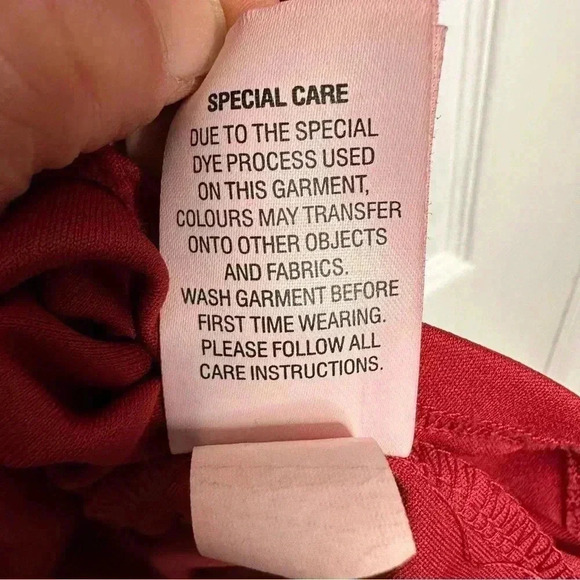 SPECIAL CARE
DUE TO THE SPECIAL
DYE PROCESS USED
ON THIS GARMENT,
COLOURS MAY TRANSFER
ONTO OTHER OBJECTS
AND FABRICS.
WASH GARMENT BEFORE
FIRST TIME WEARING.
PLEASE FOLLOW ALL
CARE INSTRUCTIONS.